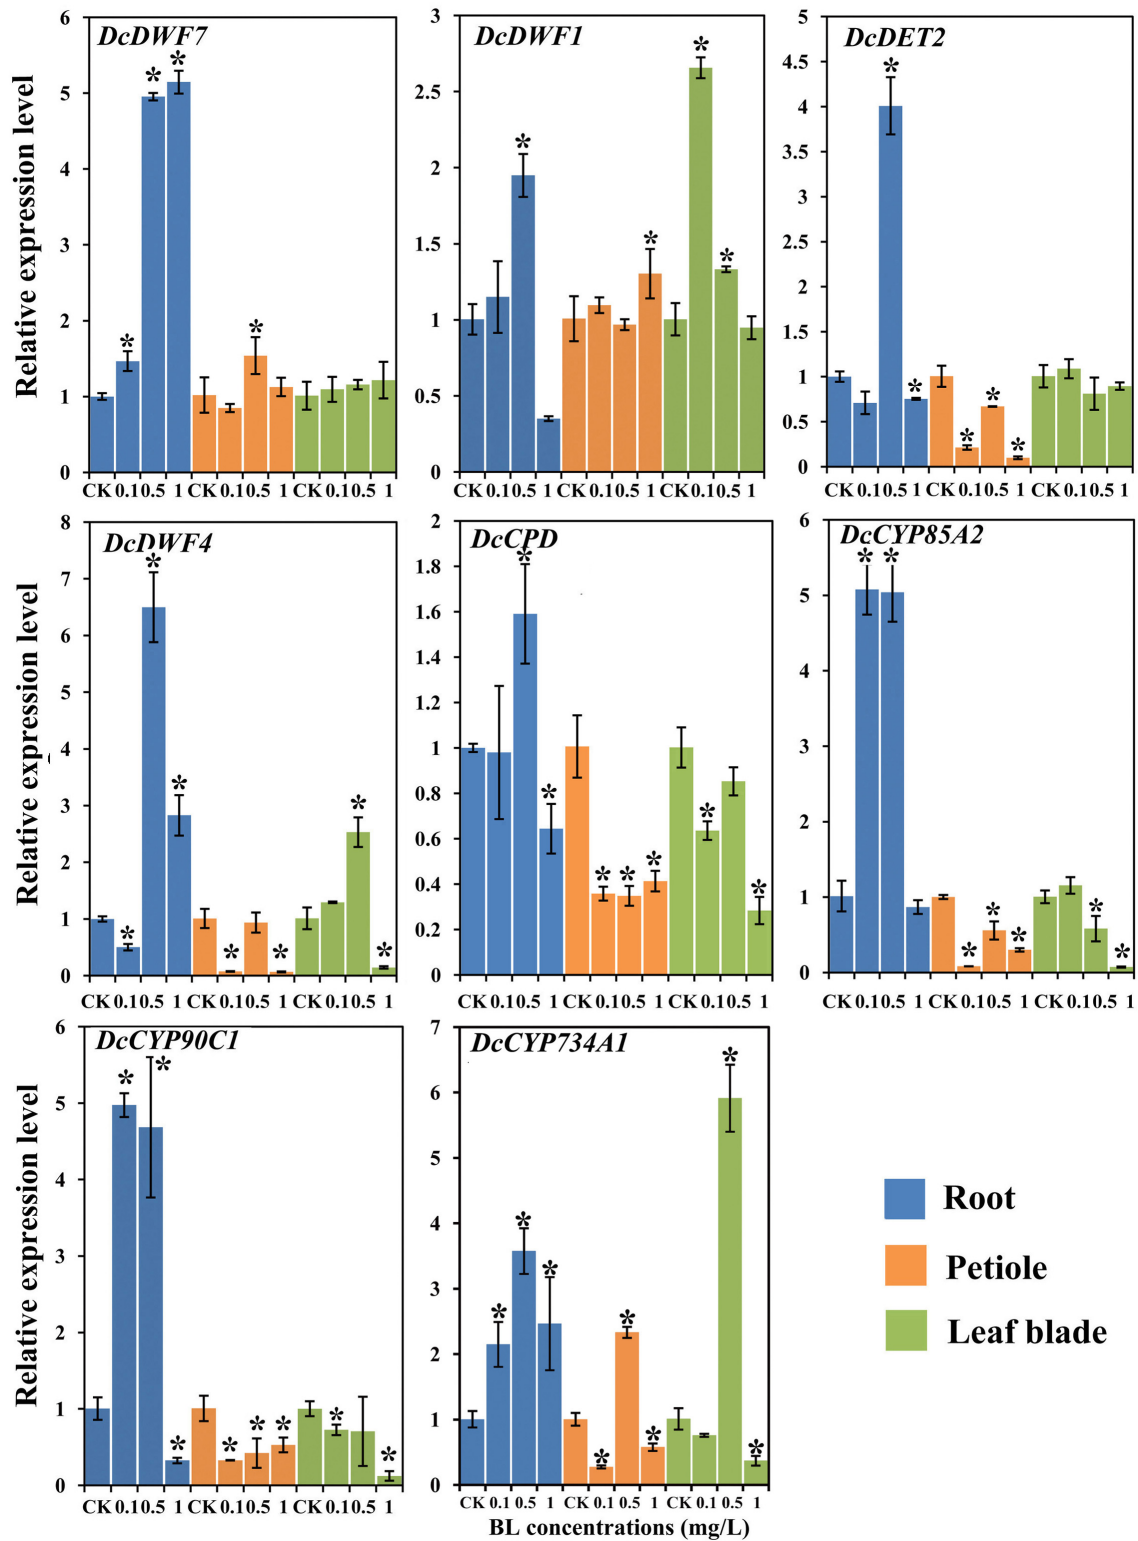 DcDWF7
DcDWF1
DcDET2
Relative expression level
6
5
4
3
2
1
0
3
2.5
2
1.5
1
0.5
0
5
4.5
4
3.5
3
2.5
2
1.5
1
0.5
0
* * * *
* * * *
* * * * *
CK 0.1 0.5 1 CK 0.1 0.5 1 CK 0.1 0.5 1
CK 0.1 0.5 1 CK 0.1 0.5 1 CK 0.1 0.5 1
CK 0.1 0.5 1 CK 0.1 0.5 1 CK 0.1 0.5 1
DcDWF4
DcCPD
DcCYP85A2
Relative expression level
8
7
6
5
4
3
2
1
0
2
1.8
1.6
1.4
1.2
1
0.8
0.6
0.4
0.2
0
6
5
4
3
2
1
0
* * * * * * *
* * * * * * *
* * * * * * *
CK 0.1 0.5 1 CK 0.1 0.5 1 CK 0.1 0.5 1
CK 0.1 0.5 1 CK 0.1 0.5 1 CK 0.1 0.5 1
CK 0.1 0.5 1 CK 0.1 0.5 1 CK 0.1 0.5 1
DcCYP90C1
DcCYP734A1
Relative expression level
6
5
4
3
2
1
0
7
6
5
4
3
2
1
0
* * * * * * * *
* * * * * * * *
CK 0.1 0.5 1 CK 0.1 0.5 1 CK 0.1 0.5 1
CK 0.1 0.5 1 CK 0.1 0.5 1 CK 0.1 0.5 1
BL concentrations (mg/L)
Root
Petiole
Leaf blade